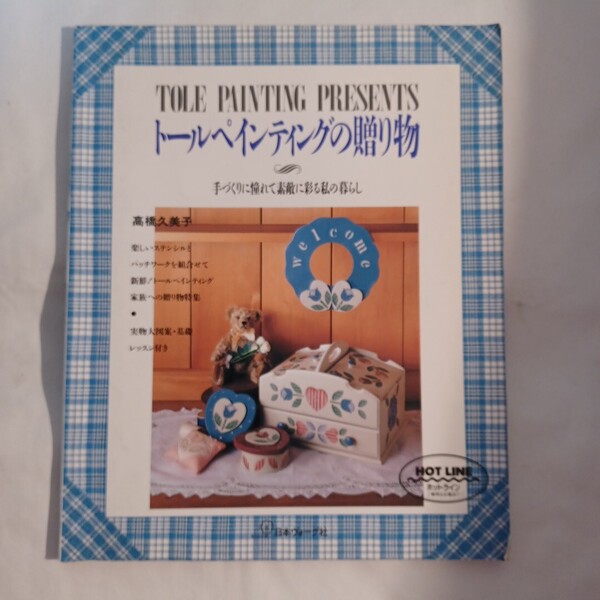 TOLE PAINTING PRESENTS
トールペインティングの贈り物
手づくりに憧れて素敵に彩る私の暮らし
高橋久美子
楽しいステンシルと
パッチワークを組合せて
新鮮!トールペインティング
家族への贈り物特集
●
実物大図案・基礎
レッスン付き
welcome
HOT LINE
ホットライン
日本ヴォーグ社